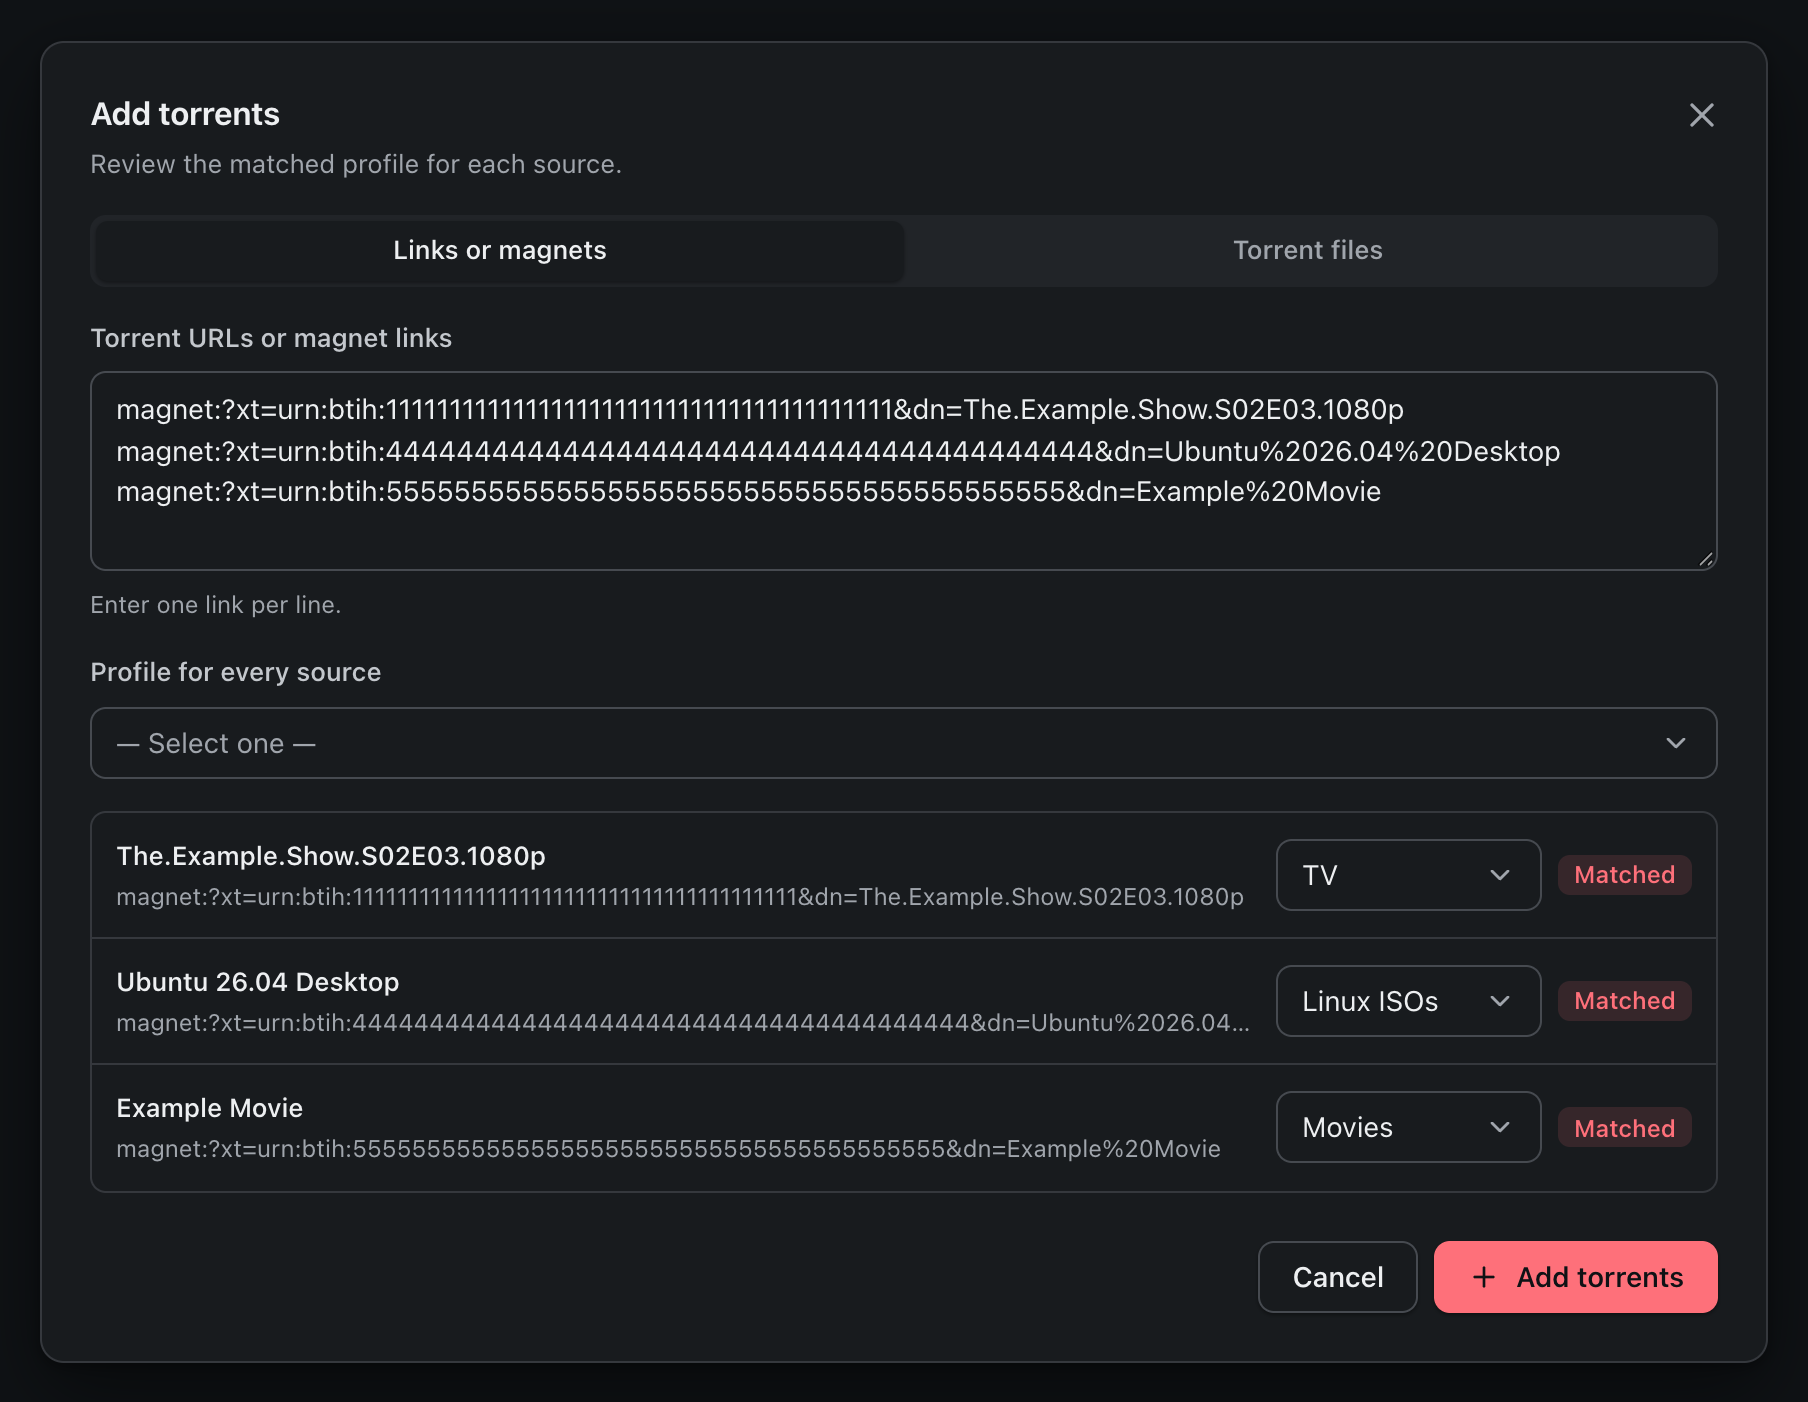 Add torrents
Review the matched profile for each source.
Links or magnets
Torrent files
Torrent URLs or magnet links
magnet:?xt=urn:btih:1111111111111111111111111111111111111111&dn=The.Example.Show.S02E03.1080p
magnet:?xt=urn:btih:4444444444444444444444444444444444444444&dn=Ubuntu%2026.04%20Desktop
magnet:?xt=urn:btih:5555555555555555555555555555555555555555&dn=Example%20Movie
Enter one link per line.
Profile for every source
— Select one —
The.Example.Show.S02E03.1080p
magnet:?xt=urn:btih:1111111111111111111111111111111111111111&dn=The.Example.Show.S02E03.1080p
TV
Matched
Ubuntu 26.04 Desktop
magnet:?xt=urn:btih:4444444444444444444444444444444444444444&dn=Ubuntu%2026.04...
Linux ISOs
Matched
Example Movie
magnet:?xt=urn:btih:5555555555555555555555555555555555555555&dn=Example%20Movie
Movies
Matched
Cancel
+ Add torrents